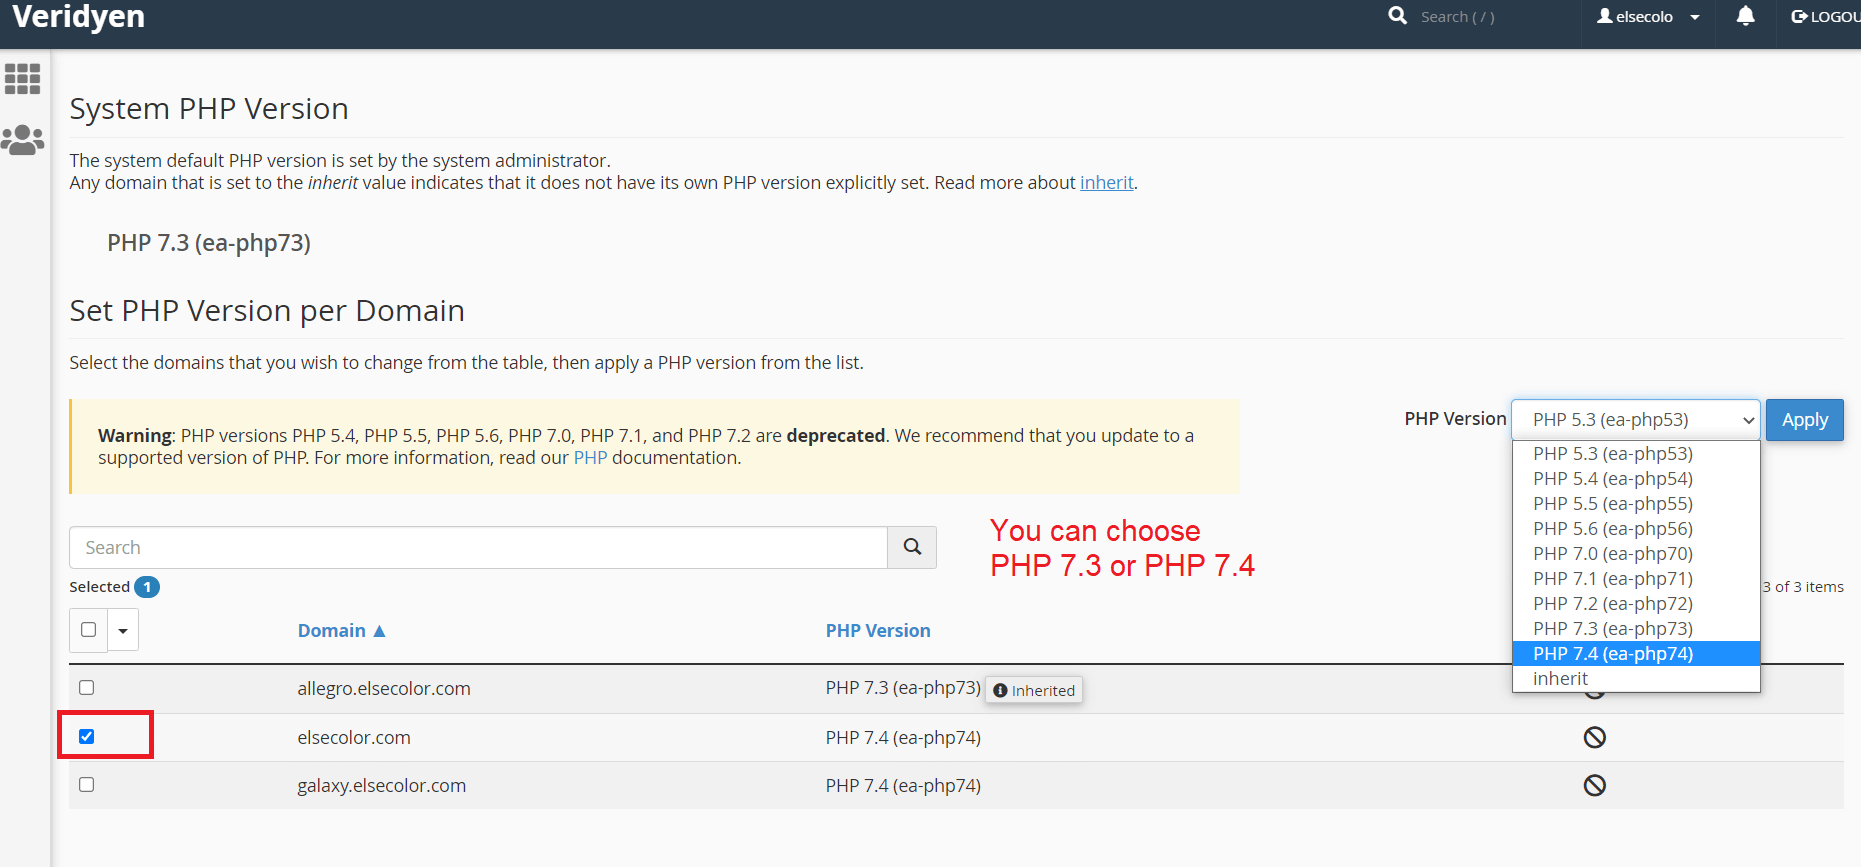 Veridyen
Search ( / )
elsecolo
LOGOU
System PHP Version
The system default PHP version is set by the system administrator.
Any domain that is set to the inherit value indicates that it does not have its own PHP version explicitly set. Read more about inherit.
PHP 7.3 (ea-php73)
Set PHP Version per Domain
Select the domains that you wish to change from the table, then apply a PHP version from the list.
Warning: PHP versions PHP 5.4, PHP 5.5, PHP 5.6, PHP 7.0, PHP 7.1, and PHP 7.2 are deprecated. We recommend that you update to a
supported version of PHP. For more information, read our PHP documentation.
PHP Version
PHP 5.3 (ea-php53)
Apply
PHP 5.3 (ea-php53)
PHP 5.4 (ea-php54)
PHP 5.5 (ea-php55)
PHP 5.6 (ea-php56)
PHP 7.0 (ea-php70)
PHP 7.1 (ea-php71)
PHP 7.2 (ea-php72)
PHP 7.3 (ea-php73)
PHP 7.4 (ea-php74)
inherit
Search
You can choose
PHP 7.3 or PHP 7.4
Selected 1
3 of 3 items
Domain ▲
PHP Version
allegro.elsecolor.com
PHP 7.3 (ea-php73)
Inherited
elsecolor.com
PHP 7.4 (ea-php74)
galaxy.elsecolor.com
PHP 7.4 (ea-php74)